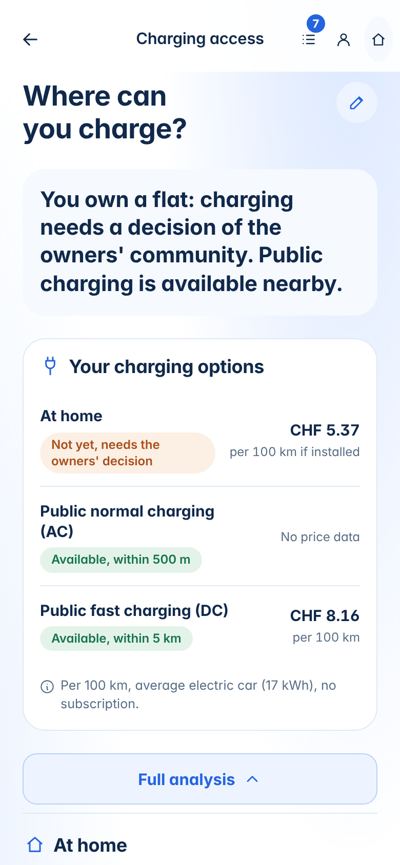 7
Charging access
Where can
you charge?
You own a flat: charging
needs a decision of the
owners' community. Public
charging is available nearby.
Your charging options
At home
Not yet, needs the
owners' decision
CHF 5.37
per 100 km if installed
Public normal charging
(AC)
Available, within 500 m
No price data
Public fast charging (DC)
Available, within 5 km
CHF 8.16
per 100 km
Per 100 km, average electric car (17 kWh), no
subscription.
Full analysis
At home